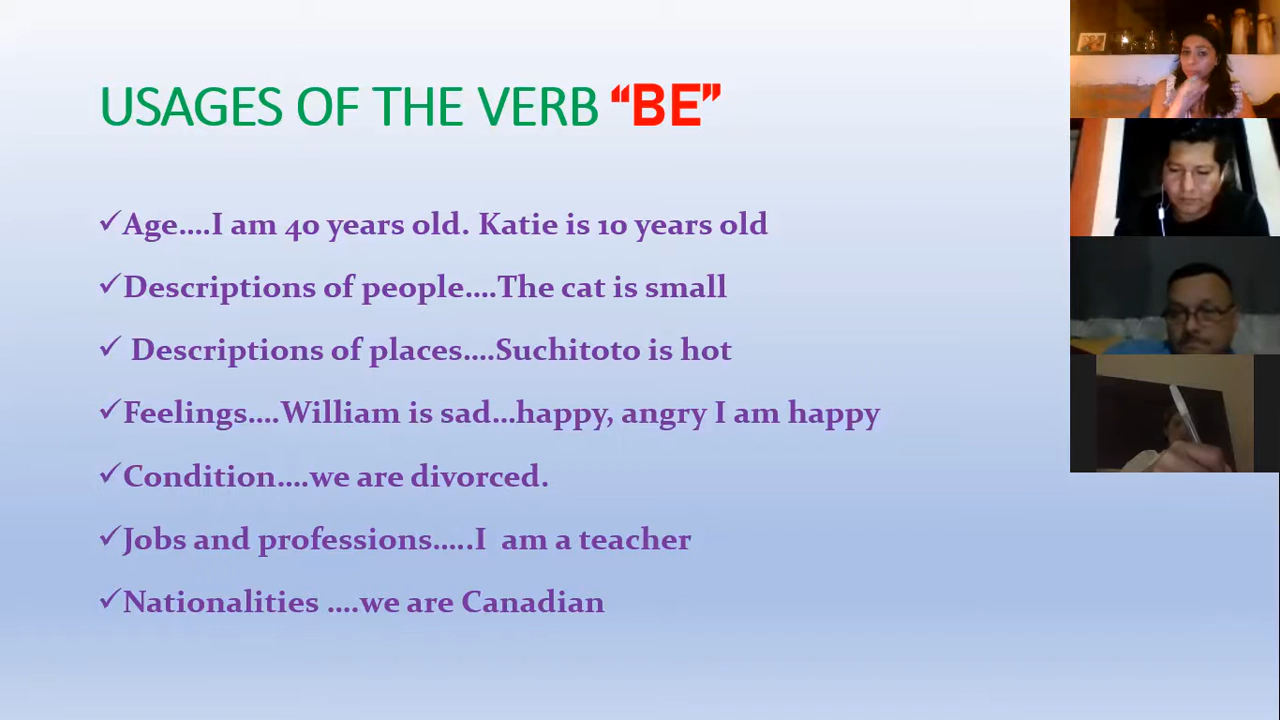 USAGES OF THE VERB “BE”
✓Age....I am 40 years old. Katie is 10 years old
✓Descriptions of people....The cat is small
✓ Descriptions of places....Suchitoto is hot
✓Feelings....William is sad...happy, angry I am happy
✓Condition....we are divorced.
✓Jobs and professions.....I  am a teacher
✓Nationalities ....we are Canadian